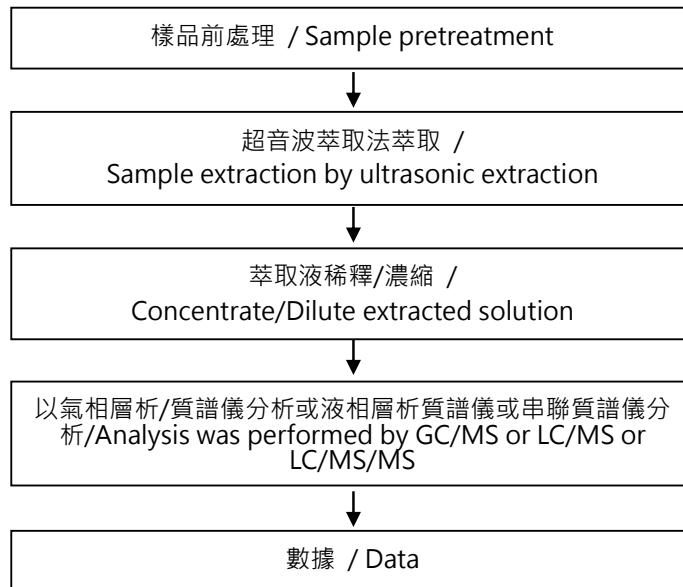 樣品前處理 / Sample pretreatment
超音波萃取法萃取 /
Sample extraction by ultrasonic extraction
萃取液稀釋/濃縮 /
Concentrate/Dilute extracted solution
以氣相層析/質譜儀分析或液相層析質譜儀或串聯質譜儀分
析/Analysis was performed by GC/MS or LC/MS or
LC/MS/MS
數據 / Data